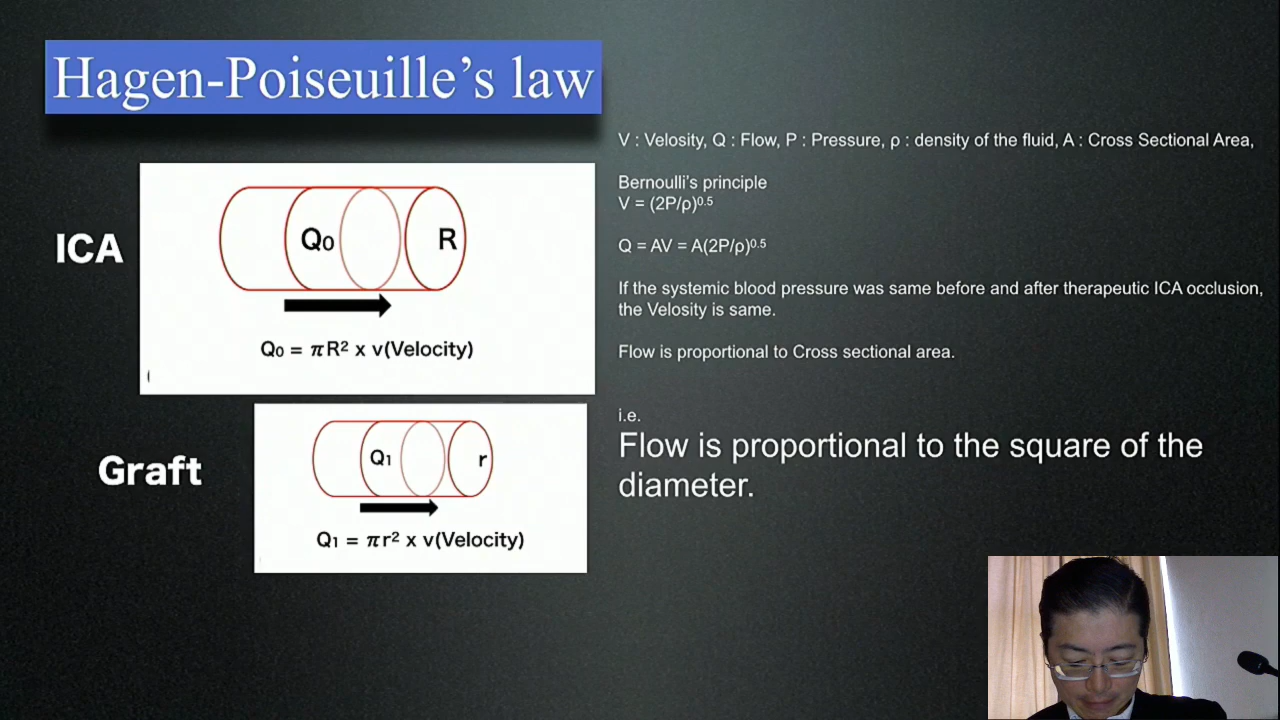 Hagen-Poiseuille's law
V : Velosity, Q : Flow, P : Pressure, ρ : density of the fluid, A : Cross Sectional Area,
Bernoulli's principle
V = (2P/ρ)⁰·⁵
Q = AV = A(2P/ρ)⁰·⁵
If the systemic blood pressure was same before and after therapeutic ICA occlusion,
the Velosity is same.
Flow is proportional to Cross sectional area.
i.e.
Flow is proportional to the square of the
diameter.
ICA
Q₀ R
Q₀ = πR² x v(Velocity)
Graft
Q₁ r
Q₁ = πr² x v(Velocity)